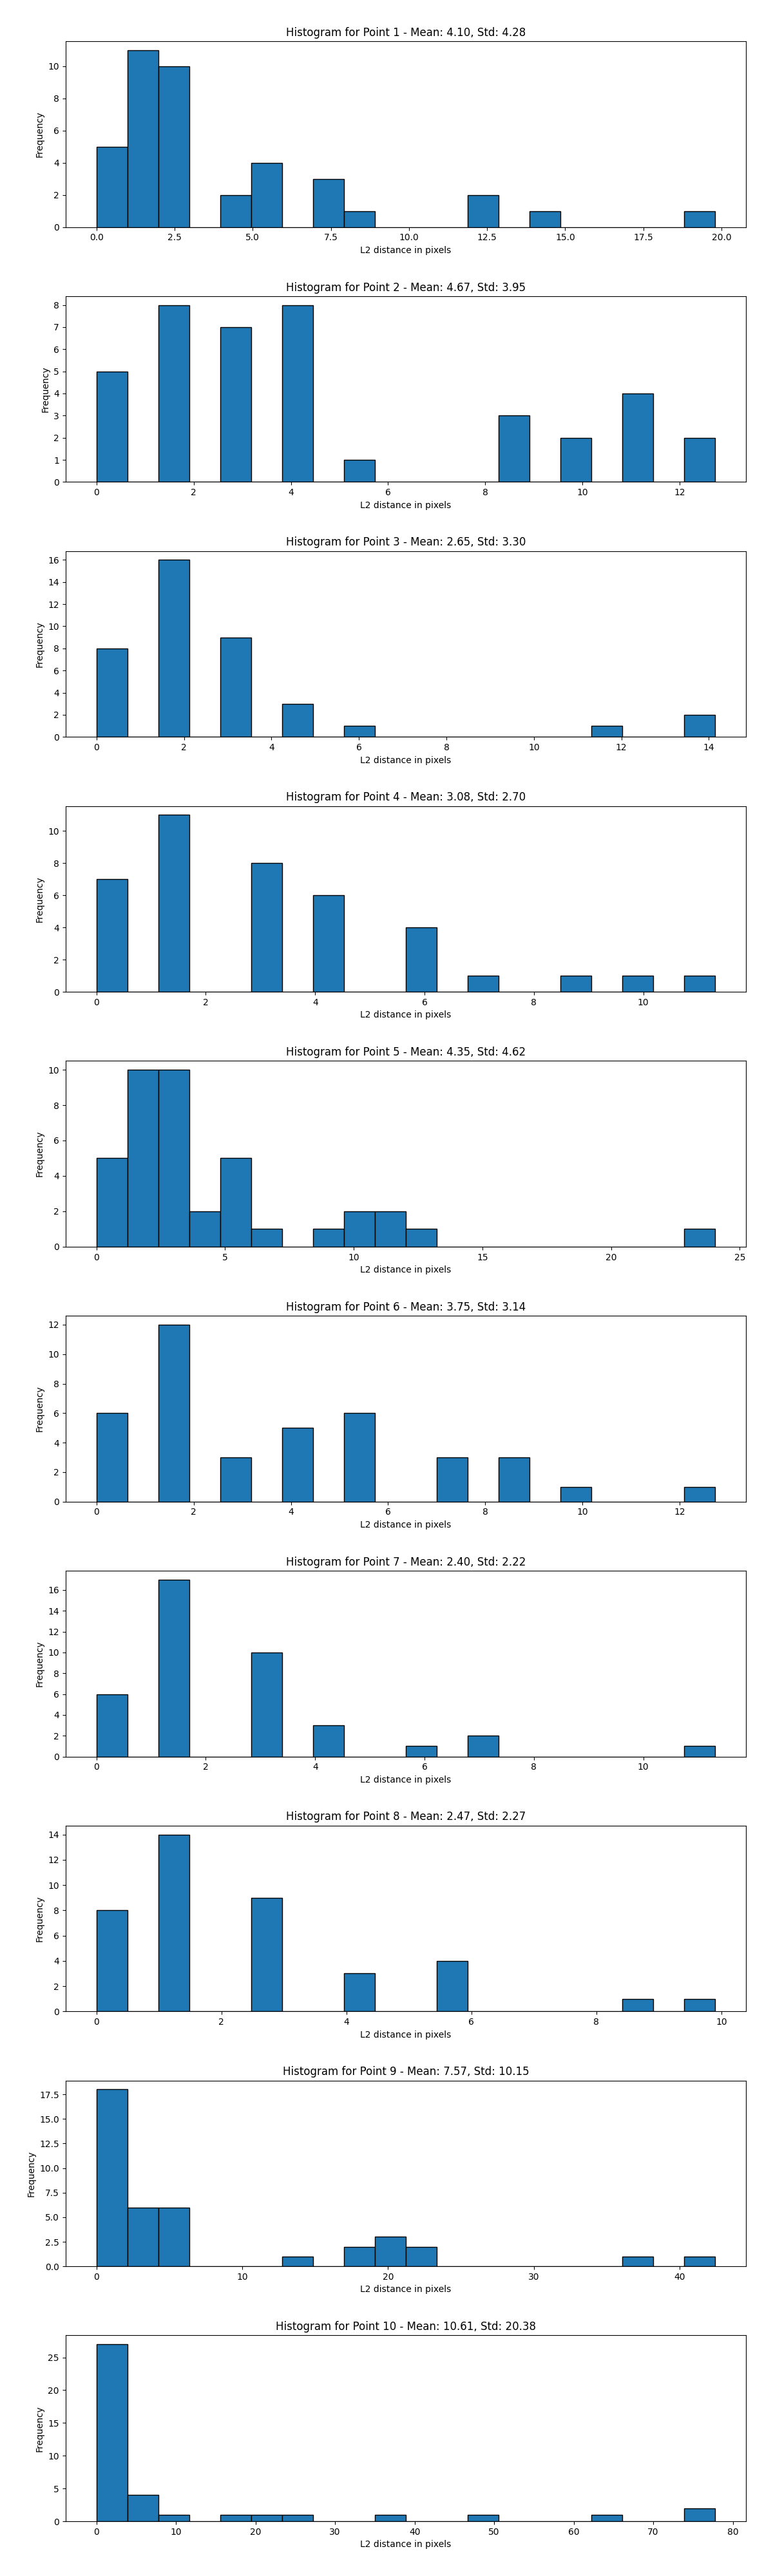 Histogram for Point 1 - Mean: 4.10, Std: 4.28
Frequency
10
8
6
4
2
0
0.0 2.5 5.0 7.5 10.0 12.5 15.0 17.5 20.0
L2 distance in pixels
Histogram for Point 2 - Mean: 4.67, Std: 3.95
Frequency
8
7
6
5
4
3
2
1
0
0 2 4 6 8 10 12
L2 distance in pixels
Histogram for Point 3 - Mean: 2.65, Std: 3.30
Frequency
16
14
12
10
8
6
4
2
0
0 2 4 6 8 10 12 14
L2 distance in pixels
Histogram for Point 4 - Mean: 3.08, Std: 2.70
Frequency
10
8
6
4
2
0
0 2 4 6 8 10
L2 distance in pixels
Histogram for Point 5 - Mean: 4.35, Std: 4.62
Frequency
10
8
6
4
2
0
0 5 10 15 20 25
L2 distance in pixels
Histogram for Point 6 - Mean: 3.75, Std: 3.14
Frequency
12
10
8
6
4
2
0
0 2 4 6 8 10 12
L2 distance in pixels
Histogram for Point 7 - Mean: 2.40, Std: 2.22
Frequency
16
14
12
10
8
6
4
2
0
0 2 4 6 8 10
L2 distance in pixels
Histogram for Point 8 - Mean: 2.47, Std: 2.27
Frequency
14
12
10
8
6
4
2
0
0 2 4 6 8 10
L2 distance in pixels
Histogram for Point 9 - Mean: 7.57, Std: 10.15
Frequency
17.5
15.0
12.5
10.0
7.5
5.0
2.5
0.0
0 10 20 30 40
L2 distance in pixels
Histogram for Point 10 - Mean: 10.61, Std: 20.38
Frequency
25
20
15
10
5
0
0 10 20 30 40 50 60 70 80
L2 distance in pixels